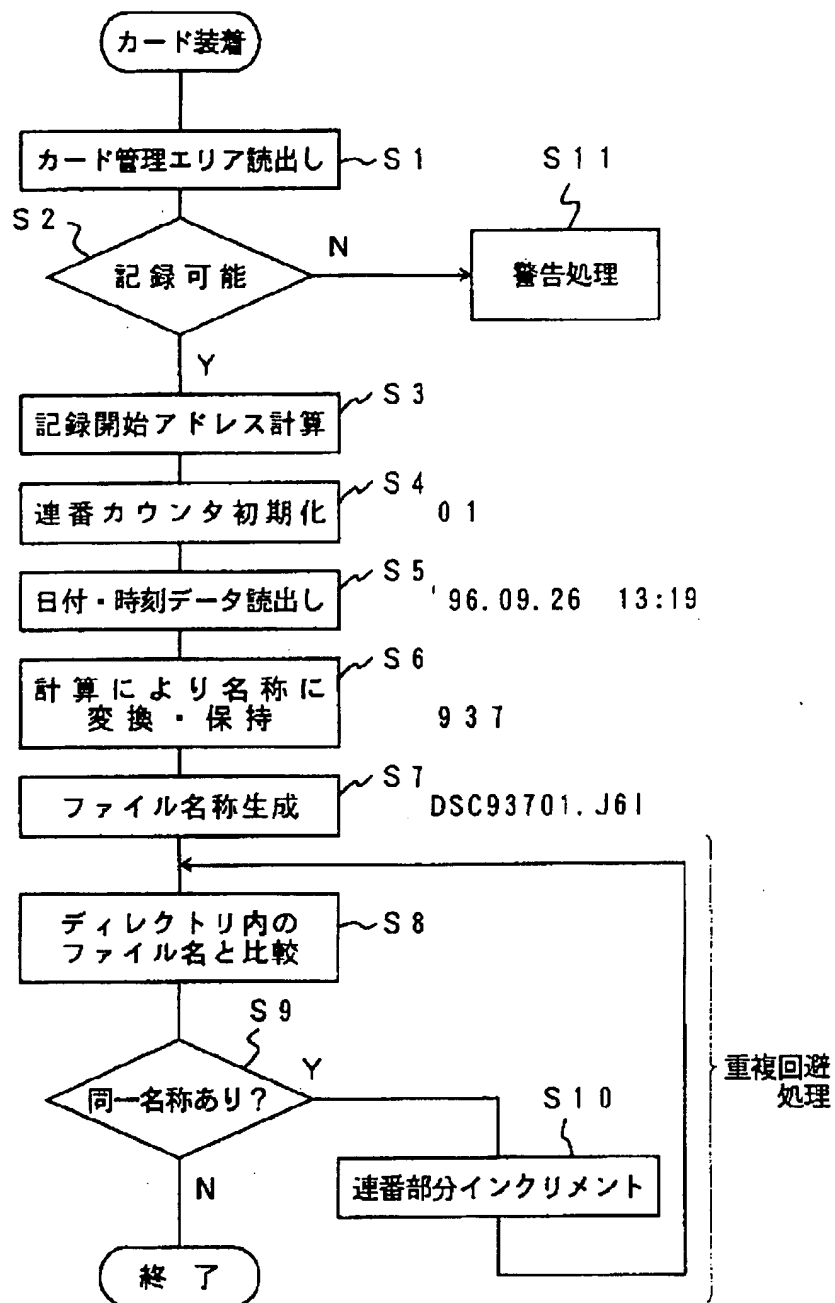 カード装着
カード管理エリア読出し
S1
S11
S2
記録可能
N
警告処理
Y
S3
記録開始アドレス計算
S4
連番カウンタ初期化
01
S5
日付・時刻データ読出し
'96.09.26 13:19
S6
計算により名称に
変換・保持
937
S7
ファイル名称生成
DSC93701.J6I
ディレクトリ内の
ファイル名と比較
S8
S9
同一名称あり?
Y
重複回避
処理
S10
N
連番部分インクリメント
終了